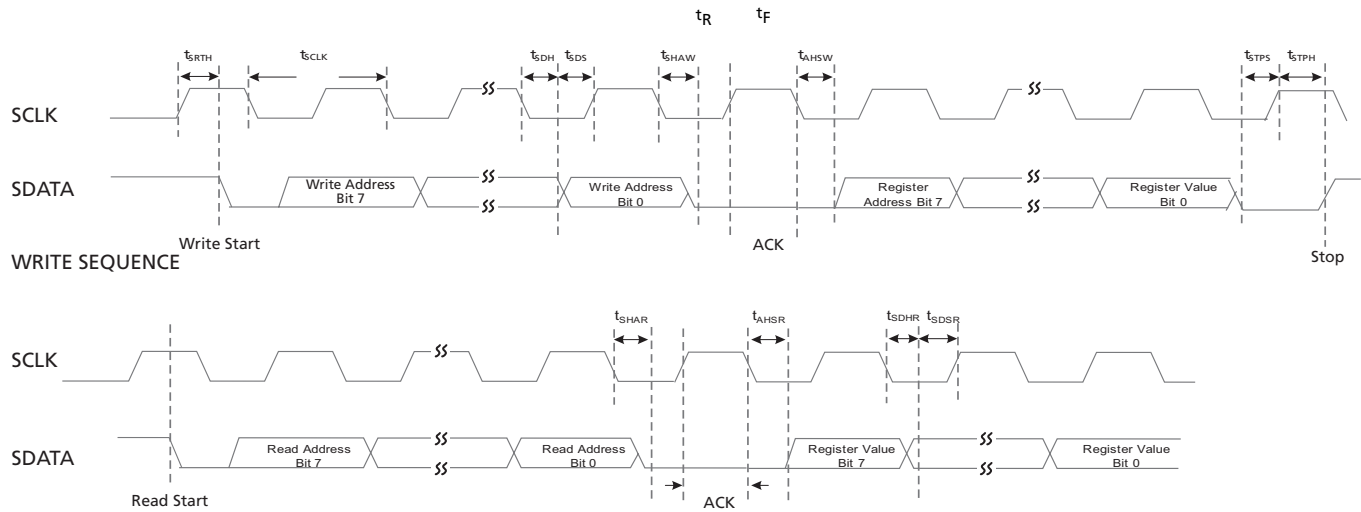 tR tF
tSRTH tSCLK tSDH tSDS tSHAW tAHSW tSTPS tSTPH
SCLK
SDATA
Write Address
Bit 7
Write Address
Bit 0
Register
Address Bit 7
Register Value
Bit 0
Write Start ACK Stop
WRITE SEQUENCE
tSHAR tAHSR tSDHR tSDSR
SCLK
SDATA
Read Address
Bit 7
Read Address
Bit 0
Register Value
Bit 7
Register Value
Bit 0
Read Start ACK